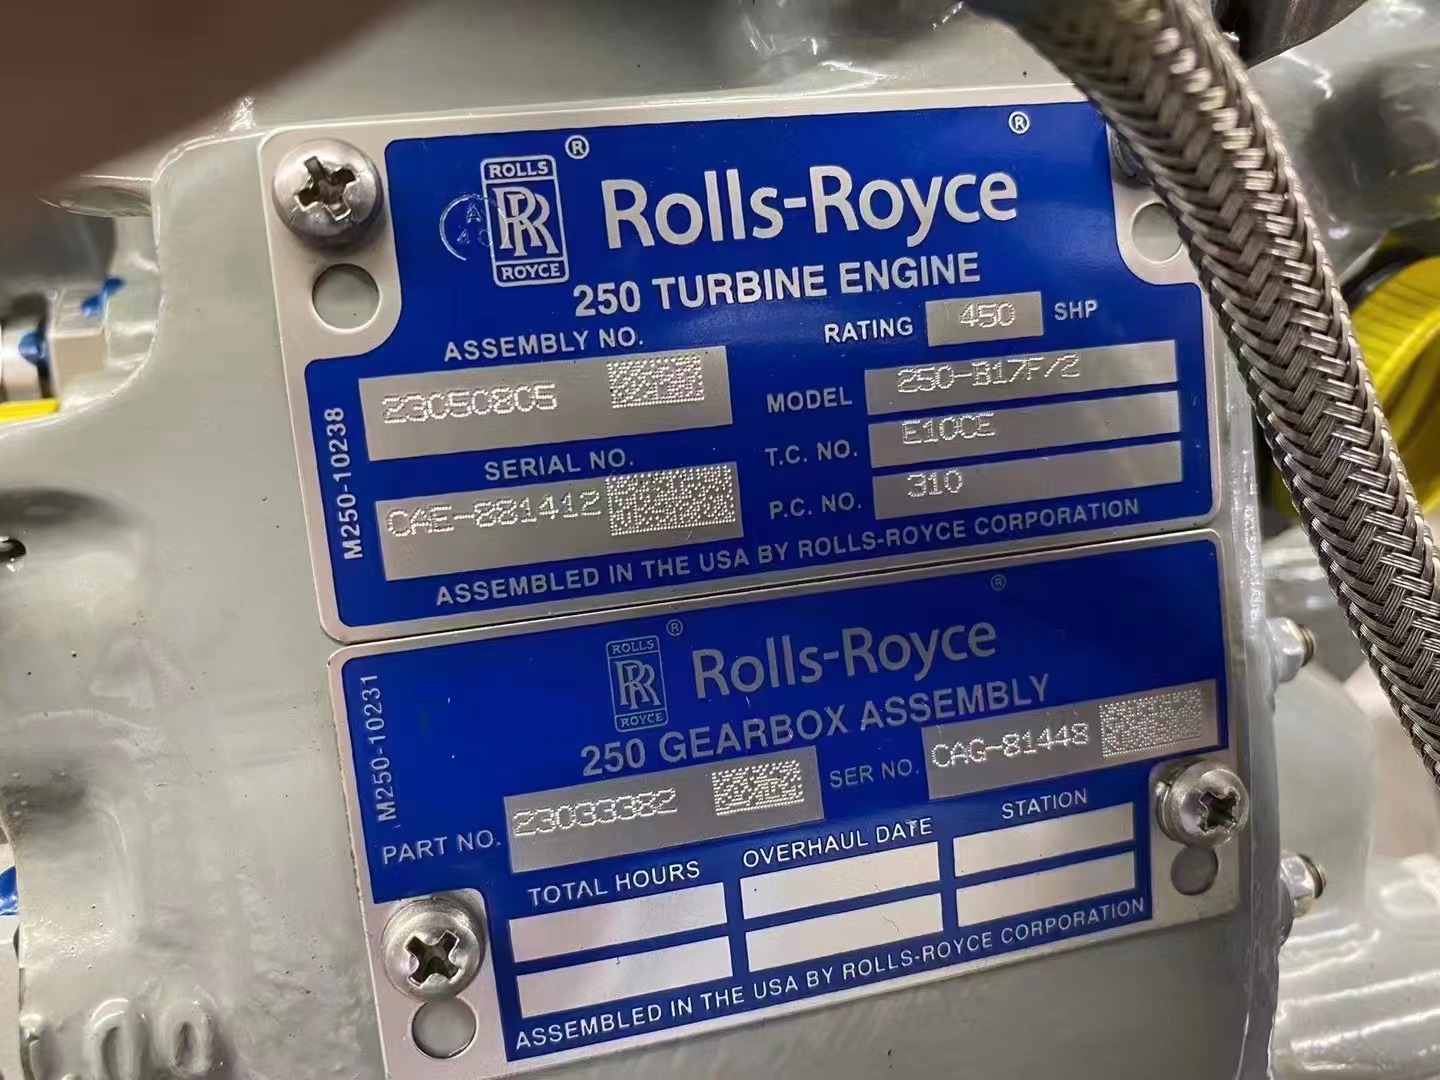 ROLLS
RR
ROYCE
®
Rolls-Royce ®
250 TURBINE ENGINE
RATING 450 SHP
ASSEMBLY NO.
23050805
MODEL 250-B17F/2
SERIAL NO.
CAE-881412
T.C. NO. E10CE
P.C. NO. 310
ASSEMBLED IN THE USA BY ROLLS-ROYCE CORPORATION
M250-10238
ROLLS
RR
ROYCE
®
Rolls-Royce ®
250 GEARBOX ASSEMBLY
PART NO. 23033382
SER NO. CAG-81448
TOTAL HOURS
OVERHAUL DATE
STATION
ASSEMBLED IN THE USA BY ROLLS-ROYCE CORPORATION
M250-10231